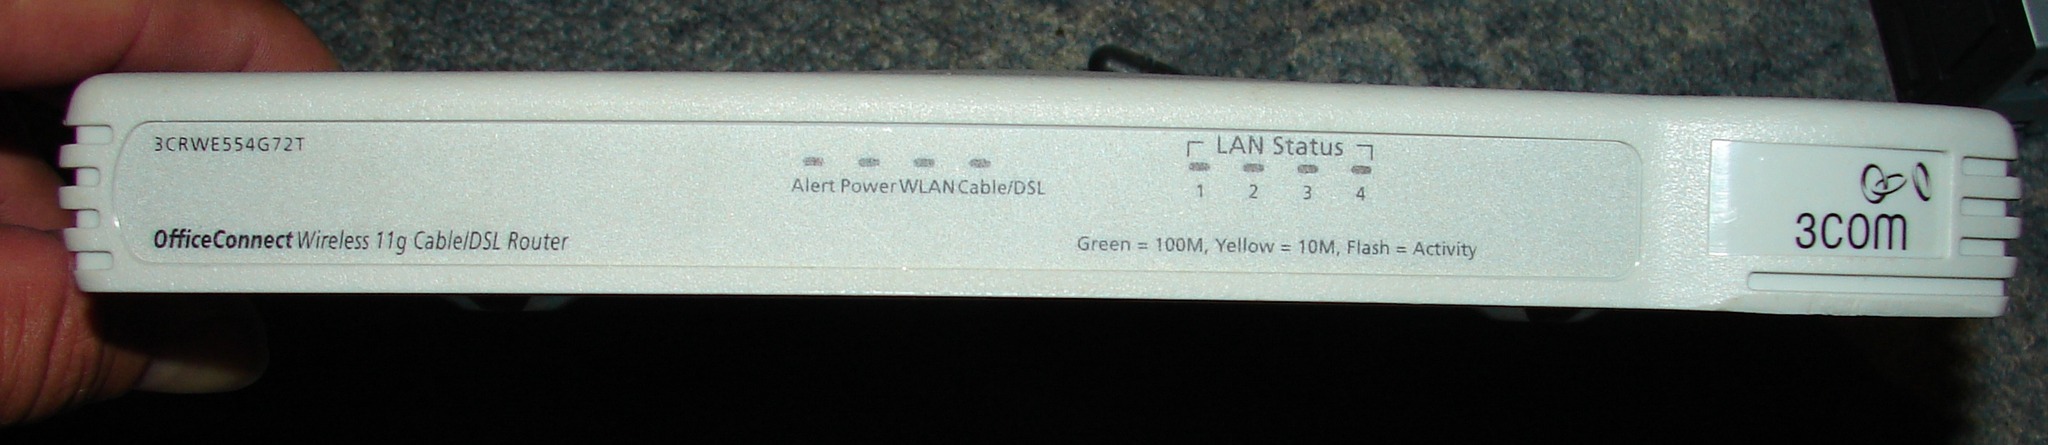 3CRWE554G72T
LAN Status
Alert Power WLAN Cable/DSL
1 2 3 4
OfficeConnect Wireless 11g Cable/DSL Router
Green = 100M, Yellow = 10M, Flash = Activity
3COM